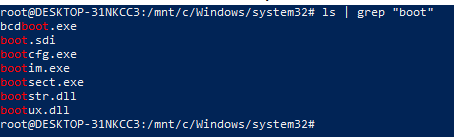 root@DESKTOP-31NKCC3:/mnt/c/Windows/system32# ls | grep "boot"
bcdboot.exe
boot.sdi
bootcfg.exe
bootim.exe
bootsect.exe
bootstr.dll
bootux.dll
root@DESKTOP-31NKCC3:/mnt/c/Windows/system32#